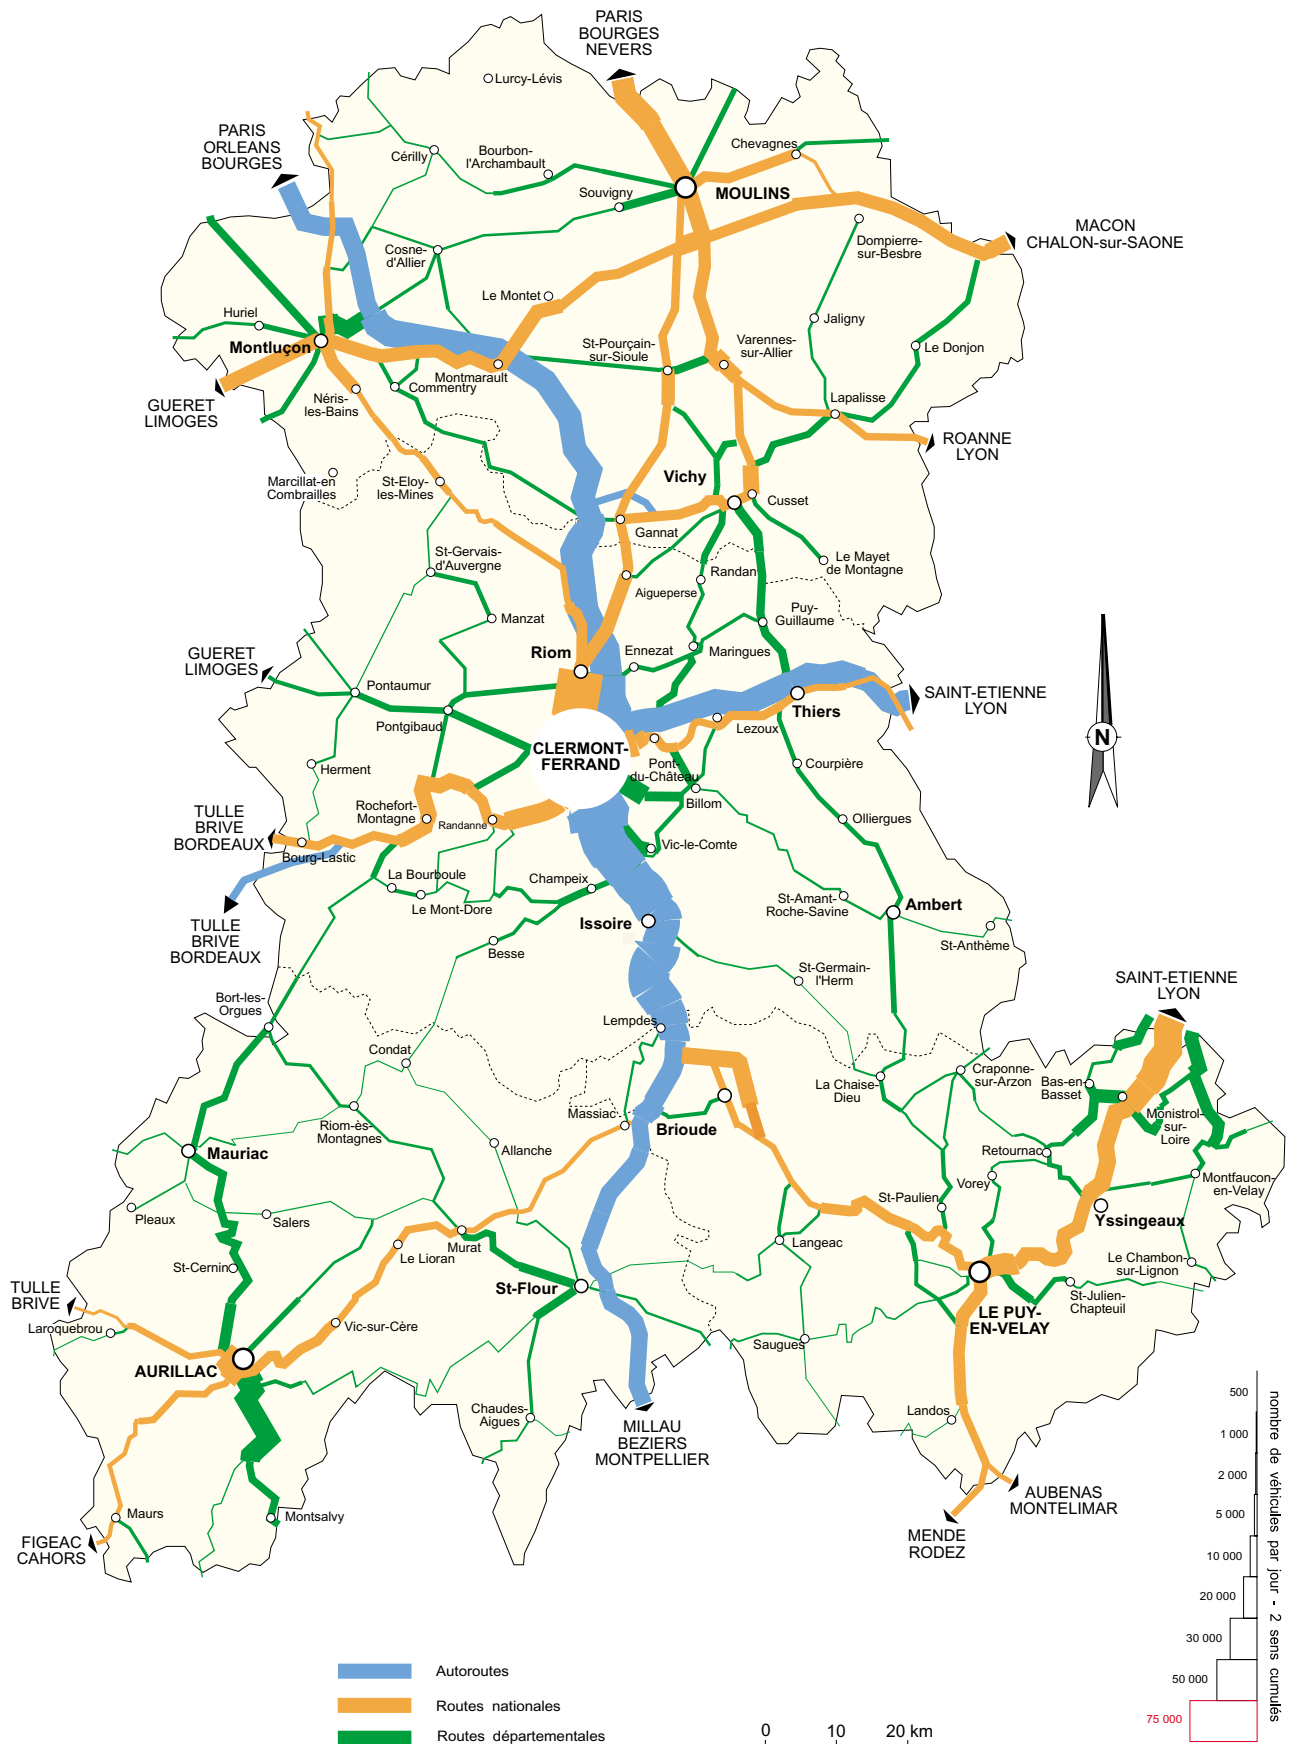 PARIS
BOURGES
NEVERS
Lurcy-Lévis
PARIS
ORLEANS
BOURGES
Cérilly
Bourbon-
l'Archambault
Chevagnes
Souvigny
MOULINS
MACON
CHALON-sur-SAONE
Cosne-
d'Allier
Dompierre-
sur-Besbre
Le Montet
Huriel
Jaligny
Montluçon
St-Pourçain-
sur-Sioule
Varennes-
sur-Allier
Le Donjon
Montmarault
Commentry
GUERET
LIMOGES
Néris-
les-Bains
Lapalisse
ROANNE
LYON
Marcillat-en
Combrailles
St-Eloy-
les-Mines
Vichy
Cusset
Gannat
St-Gervais-
d'Auvergne
Le Mayet
de Montagne
Randan
Aigueperse
Manzat
Puy-
Guillaume
GUERET
LIMOGES
Riom
Ennezat
Maringues
Pontaumur
SAINT-ETIENNE
LYON
Pontgibaud
Thiers
Lezoux
CLERMONT-
FERRAND
Herment
Pont-
du-Château
Courpière
Billom
TULLE
BRIVE
BORDEAUX
Rochefort-
Montagne
Randanne
Olliergues
Bourg-Lastic
Vic-le-Comte
La Bourboule
Champeix
Le Mont-Dore
St-Amant-
Roche-Savine
Ambert
TULLE
BRIVE
BORDEAUX
Issoire
St-Anthème
Besse
St-Germain-
l'Herm
SAINT-ETIENNE
LYON
Bort-les-
Orgues
Lempdes
Condat
La Chaise-
Dieu
Craponne-
sur-Arzon
Bas-en-
Basset
Monistrol-
sur-
Loire
Riom-ès-
Montagnes
Massiac
Brioude
Allanche
Mauriac
Retournac
Vorey
Montfaucon-
en-Velay
St-Paulien
Pleaux
Salers
Yssingeaux
Langeac
Murat
Le Lioran
St-Cernin
Le Chambon-
sur-Lignon
TULLE
BRIVE
St-Flour
St-Julien-
Chapteuil
LE PUY-
EN-VELAY
Laroquebrou
Vic-sur-Cère
Saugues
AURILLAC
Chaudes-
Aigues
Landos
MILLAU
BEZIERS
MONTPELLIER
AUBENAS
MONTELIMAR
Maurs
Montsalvy
FIGEAC
CAHORS
MENDE
RODEZ
N
500
1 000
2 000
5 000
10 000
20 000
30 000
50 000
75 000
nombre de véhicules par jour - 2 sens cumulés
Autoroutes
Routes nationales
Routes départementales
0 10 20 km